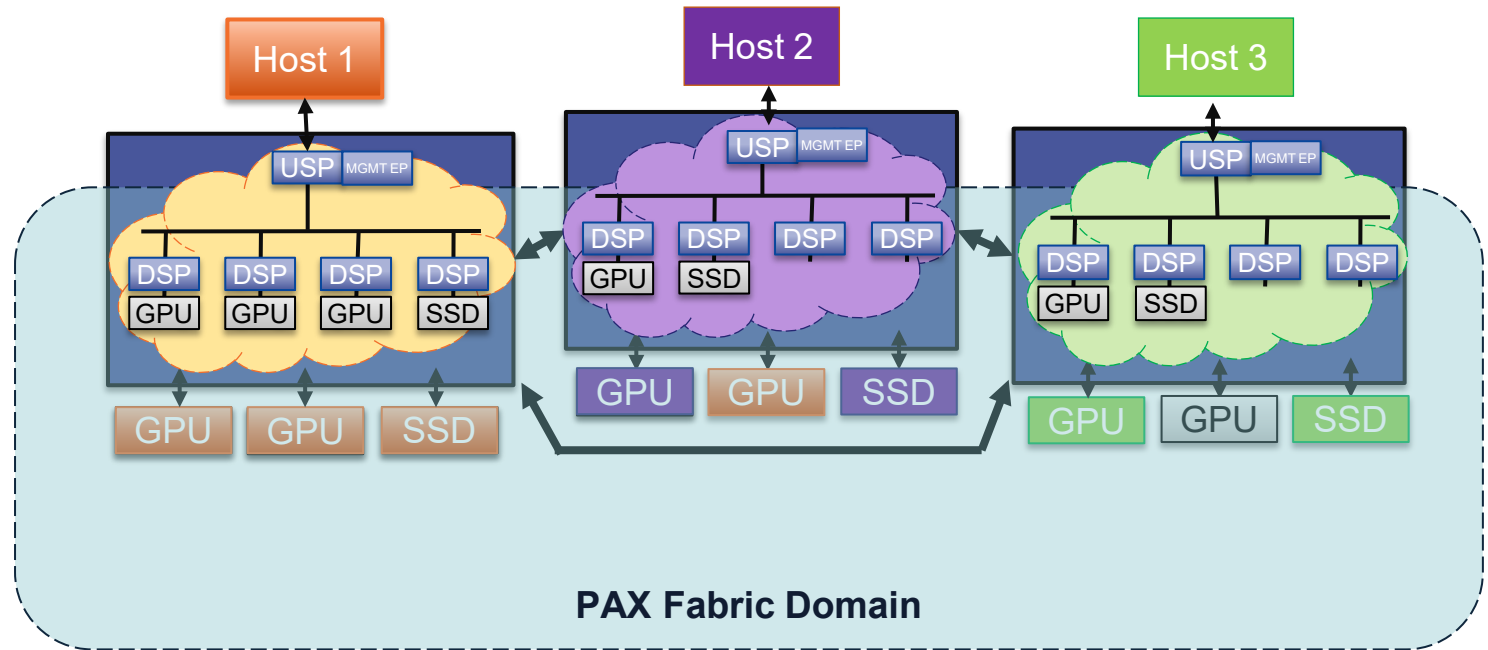 Host 1
Host 2
Host 3
USP MGMT EP
DSP DSP DSP DSP
GPU GPU GPU SSD
USP MGMT EP
DSP DSP DSP DSP
GPU SSD
USP MGMT EP
DSP DSP DSP DSP
GPU SSD
GPU GPU SSD
GPU GPU SSD
GPU GPU SSD
PAX Fabric Domain